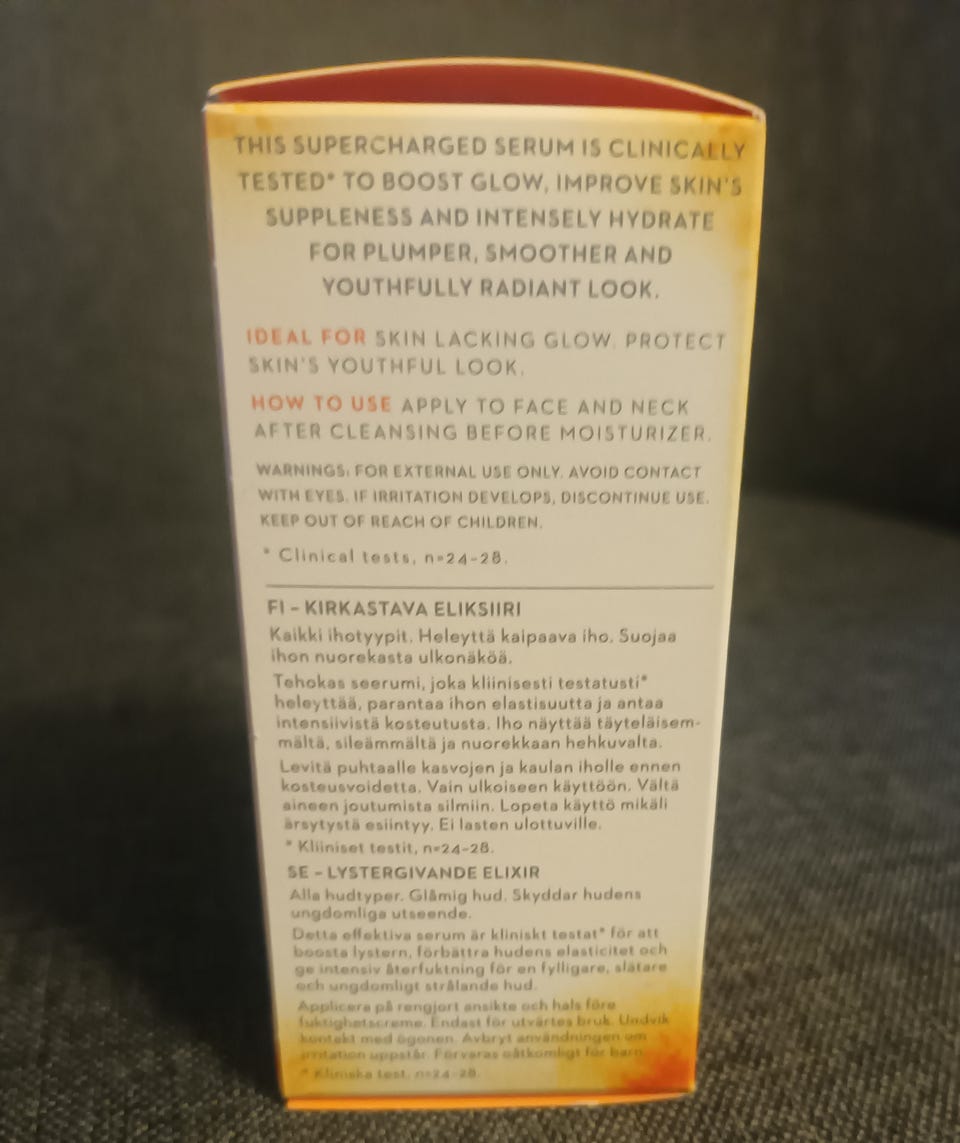 THIS SUPERCHARGED SERUM IS CLINICALLY
TESTED* TO BOOST GLOW, IMPROVE SKIN'S
SUPPLENESS AND INTENSELY HYDRATE
FOR PLUMPER, SMOOTHER AND
YOUTHFULLY RADIANT LOOK.
IDEAL FOR SKIN LACKING GLOW. PROTECT
SKIN'S YOUTHFUL LOOK.
HOW TO USE APPLY TO FACE AND NECK
AFTER CLEANSING BEFORE MOISTURIZER.
WARNINGS: FOR EXTERNAL USE ONLY. AVOID CONTACT
WITH EYES. IF IRRITATION DEVELOPS, DISCONTINUE USE.
KEEP OUT OF REACH OF CHILDREN.
* Clinical tests, n=24-28.
FI – KIRKASTAVA ELIKSIIRI
Kaikki ihotyypit. Heleyttä kaipaava iho. Suojaa
ihon nuorekasta ulkonäköä.
Tehokas seerumi, joka kliinisesti testatusti*
heleyttää, parantaa ihon elastisuutta ja antaa
intensiivistä kosteutusta. Iho näyttää täyteläisem-
mältä, sileämmältä ja nuorekkaan hehkuvalta.
Levitä puhtaalle kasvojen ja kaulan iholle ennen
kosteusvoidetta. Vain ulkoiseen käyttöön. Vältä
aineen joutumista silmiin. Lopeta käyttö mikäli
ärsytystä esiintyy. Ei lasten ulottuville.
* Kliiniset testit, n=24-28.
SE – LYSTERGIVANDE ELIXIR
Alla hudtyper. Glåmig hud. Skyddar hudens
ungdomliga utseende.
Detta effektiva serum är kliniskt testat* för att
boosta lystern, förbättra hudens elasticitet och
ge intensiv återfuktning för en fylligare, slätare
och ungdomligt strålande hud.
Applicera på rengjort ansikte och hals före
fuktighetscreme. Endast för utvärtes bruk. Undvik
kontakt med ögonen. Avbryt användningen om
irritation uppstår. Förvaras oåtkomligt för barn.
* Kliniska test, n=24-28.